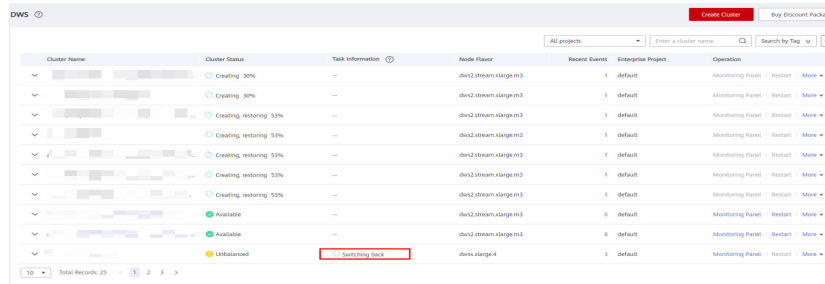 DWS
Create Cluster Buy Discount Packa
All projects Enter a cluster name. Search by Tag
Cluster Name Cluster Status Task Information Node Flavor Recent Events Enterprise Project Operation
Creating 30% -- dws2.stream.xlarge.m3 1 default Monitoring Panel Restart More
Creating 30% -- dws2.stream.xlarge.m3 1 default Monitoring Panel Restart More
Creating, restoring 53% -- dws2.stream.xlarge.m3 1 default Monitoring Panel Restart More
Creating, restoring 53% -- dws2.stream.xlarge.m3 1 default Monitoring Panel Restart More
Creating, restoring 53% -- dws2.stream.xlarge.m3 1 default Monitoring Panel Restart More
Creating, restoring 53% -- dws2.stream.xlarge.m3 1 default Monitoring Panel Restart More
Creating, restoring 53% -- dws2.stream.xlarge.m3 1 default Monitoring Panel Restart More
Available -- dws2.stream.xlarge.m3 6 default Monitoring Panel Restart More
Available -- dws2.stream.xlarge.m3 6 default Monitoring Panel Restart More
Unbalanced Switching back dwsx.xlarge.4 3 default Monitoring Panel Restart More
10 Total Records: 25 < 1 2 3 >